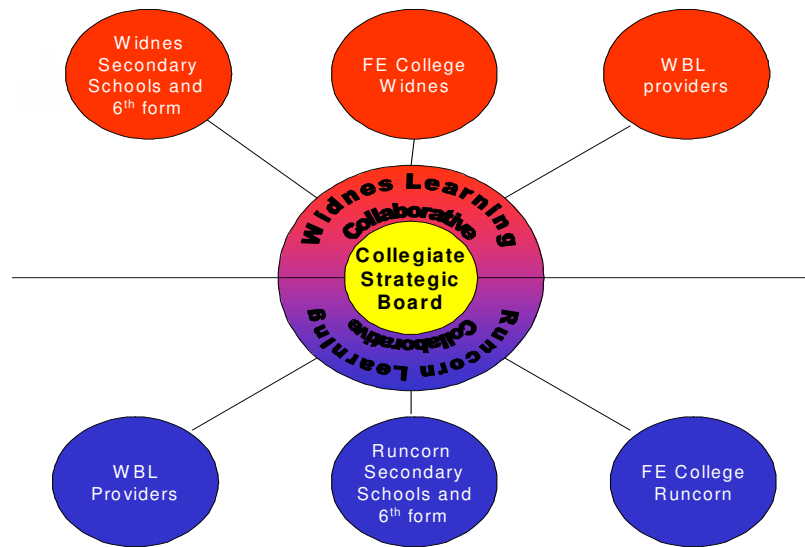 Widnes
Secondary
Schools and
6th form
FE College
Widnes
WBL
providers
Widnes Learning
Collaborative
Collegiate
Strategic
Board
Collaborative
Runcorn Learning
WBL
Providers
Runcorn
Secondary
Schools and
6th form
FE College
Runcorn